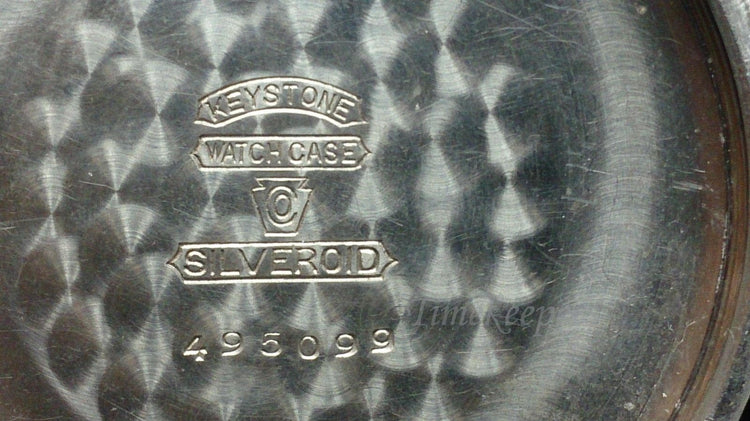 KEYSTONE
WATCH CASE
C
SILVEROID
495099